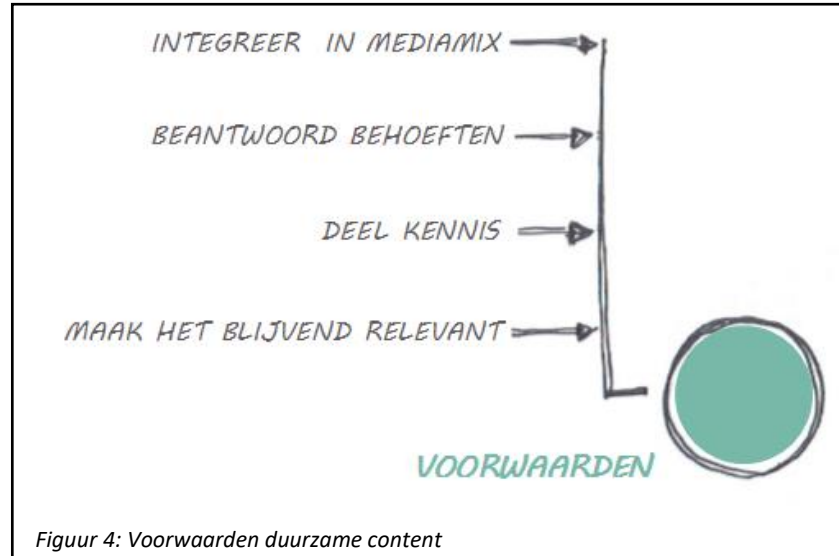 INTEGREER IN MEDIAMIX
BEANTWOORD BEHOEFTEN
DEEL KENNIS
MAAK HET BLIJVEND RELEVANT
VOORWAARDEN
Figuur 4: Voorwaarden duurzame content